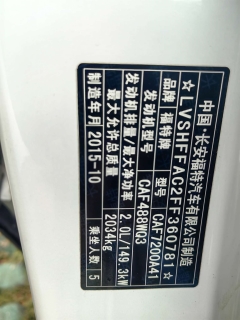 中国·长安福特汽车有限公司制造
★LVSHFFAC2FF360781★
品牌 福特牌 型号 CAF7200A41
发动机型号 CAF488WQ3
发动机排量/最大净功率 2.0L/149.3kW
最大允许总质量 2034kg
制造年月 2015-10 乘坐人数 5